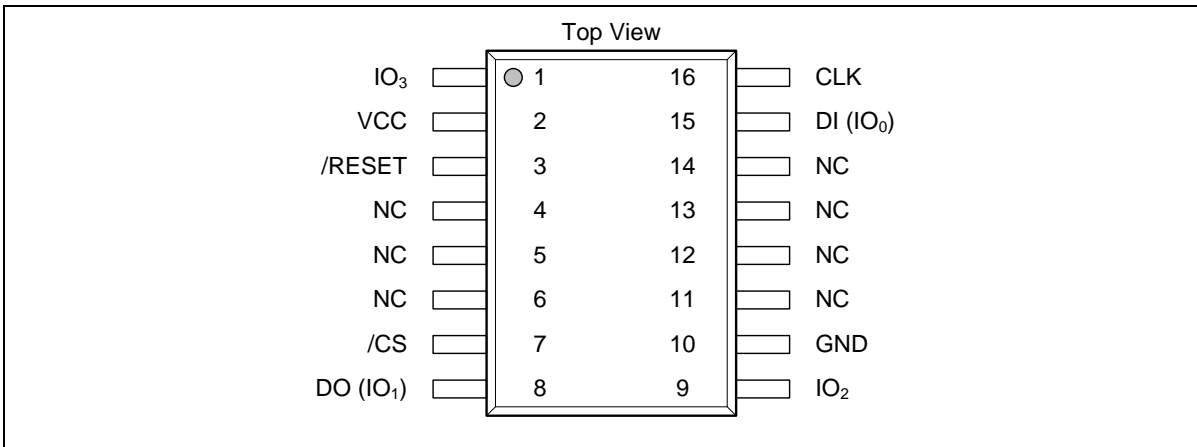 Top View
IO₃ 1 16 CLK
VCC 2 15 DI (IO₀)
/RESET 3 14 NC
NC 4 13 NC
NC 5 12 NC
NC 6 11 NC
/CS 7 10 GND
DO (IO₁) 8 9 IO₂